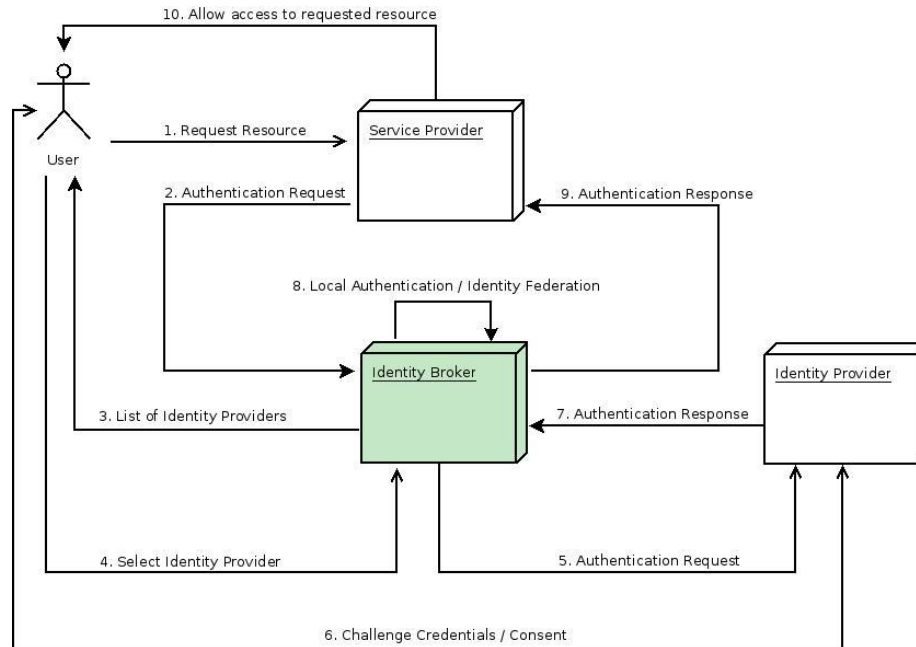 10. Allow access to requested resource
1. Request Resource
Service Provider
User
2. Authentication Request
9. Authentication Response
8. Local Authentication / Identity Federation
Identity Broker
Identity Provider
3. List of Identity Providers
7. Authentication Response
4. Select Identity Provider
5. Authentication Request
6. Challenge Credentials / Consent